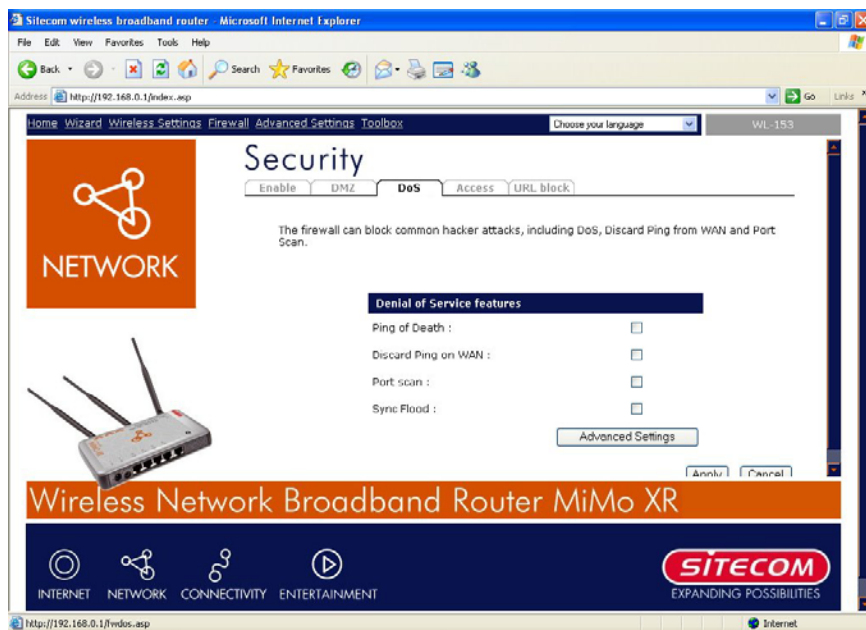 Sitecom wireless broadband router - Microsoft Internet Explorer
File Edit View Favorites Tools Help
Back Search Favorites
Address http://192.168.0.1/index.asp Go Links
Home Wizard Wireless Settings Firewall Advanced Settings Toolbox Choose your language WL-153
Security
Enable DMZ DoS Access URL block
NETWORK
The firewall can block common hacker attacks, including DoS, Discard Ping from WAN and Port
Scan.
Denial of Service features
Ping of Death :
Discard Ping on WAN :
Port scan :
Sync Flood :
Advanced Settings
Apply Cancel
Wireless Network Broadband Router MiMo XR
INTERNET NETWORK CONNECTIVITY ENTERTAINMENT
SITECOM
EXPANDING POSSIBILITIES
http://192.168.0.1/fwdos.asp Internet